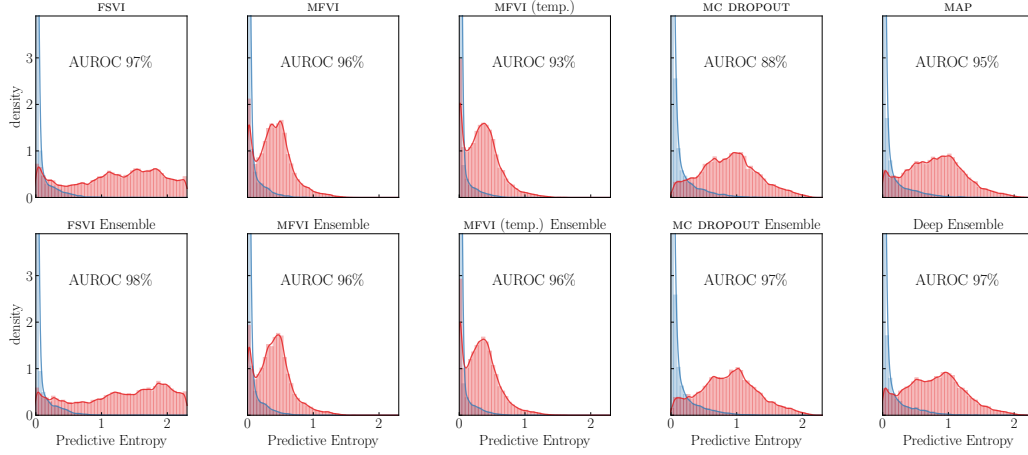 FSVI MFVI MFVI (temp.) MC DROPOUT MAP
3
2
1
0
density
AUROC 97% AUROC 96% AUROC 93% AUROC 88% AUROC 95%
FSVI Ensemble MFVI Ensemble MFVI (temp.) Ensemble MC DROPOUT Ensemble Deep Ensemble
3
2
1
0
density
AUROC 98% AUROC 96% AUROC 96% AUROC 97% AUROC 97%
0 1 2 0 2 0 2 0 1 2 0 1 2
Predictive Entropy Predictive Entropy Predictive Entropy Predictive Entropy Predictive Entropy